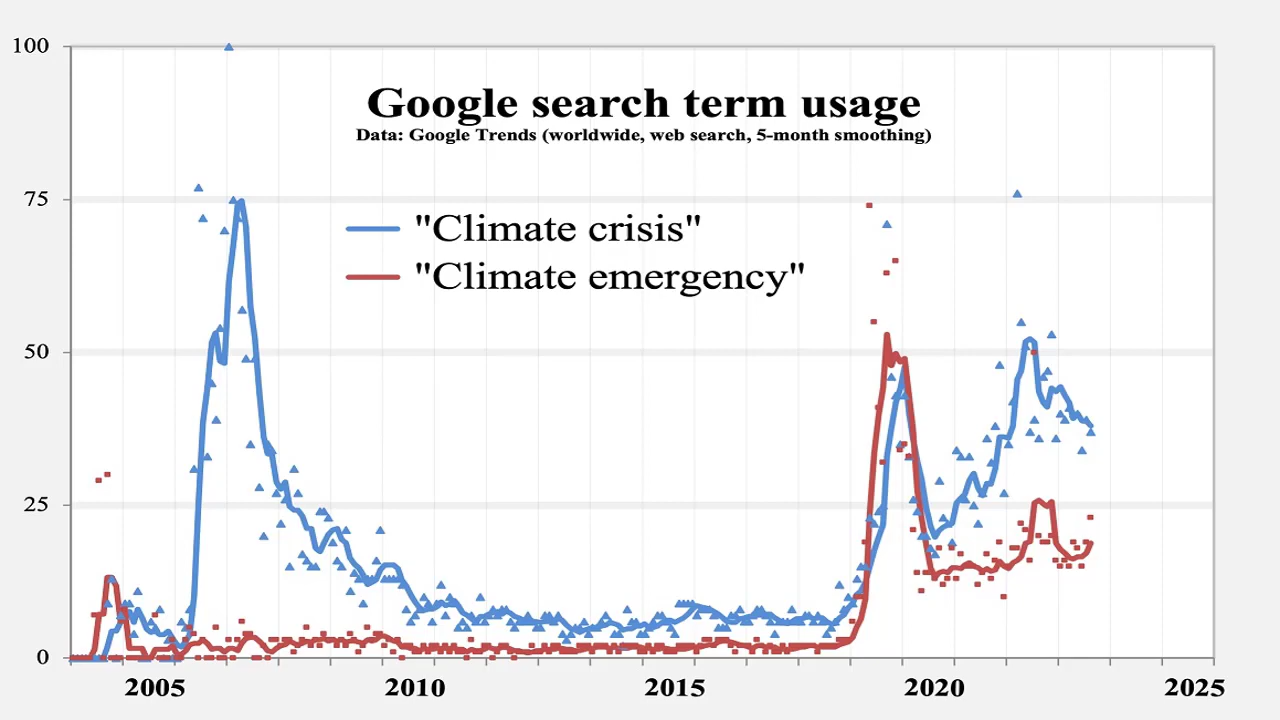 Google search term usage
Data: Google Trends (worldwide, web search, 5-month smoothing)
100
75
"Climate crisis"
"Climate emergency"
50
25
0
2005 2010 2015 2020 2025